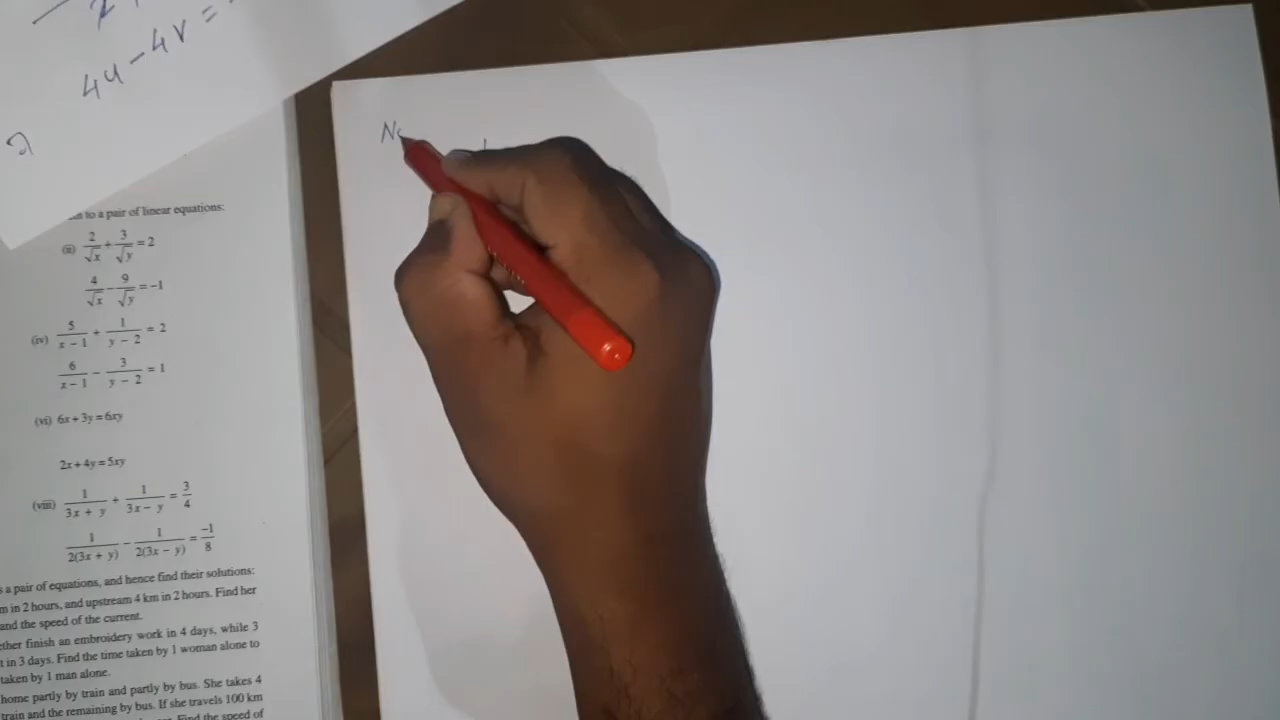 4u - 4v =
2
to a pair of linear equations:
(ii) 2/√x + 3/√y = 2
4/√x - 9/√y = -1
(iv) 5/(x - 1) + 1/(y - 2) = 2
6/(x - 1) - 3/(y - 2) = 1
(vi) 6x + 3y = 6xy
2x + 4y = 5xy
(viii) 1/(3x + y) + 1/(3x - y) = 3/4
1/2(3x + y) - 1/2(3x - y) = -1/8
a pair of equations, and hence find their solutions:
in 2 hours, and upstream 4 km in 2 hours. Find her
and the speed of the current.
finish an embroidery work in 4 days, while 3
in 3 days. Find the time taken by 1 woman alone to
taken by 1 man alone.
home partly by train and partly by bus. She takes 4
train and the remaining by bus. If she travels 100 km
Find the speed of